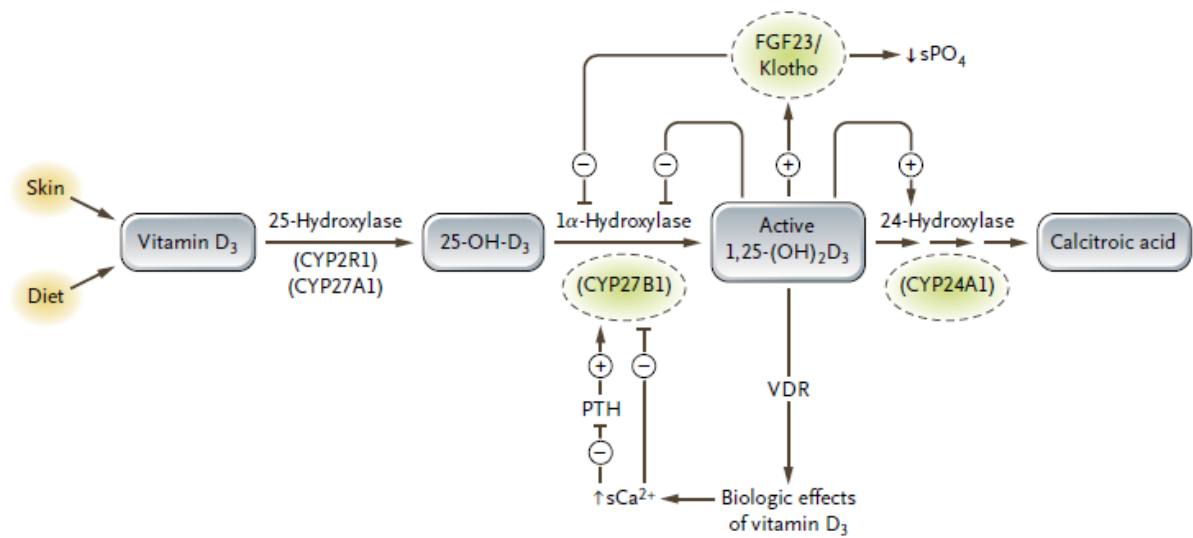 FGF23/
Klotho
↓sPO₄
−
−
+
+
Skin
Diet
Vitamin D₃
25-Hydroxylase
(CYP2R1)
(CYP27A1)
25-OH-D₃
1α-Hydroxylase
(CYP27B1)
Active
1,25-(OH)₂D₃
24-Hydroxylase
(CYP24A1)
Calcitroic acid
+
−
PTH
−
VDR
↑sCa²⁺
Biologic effects
of vitamin D₃